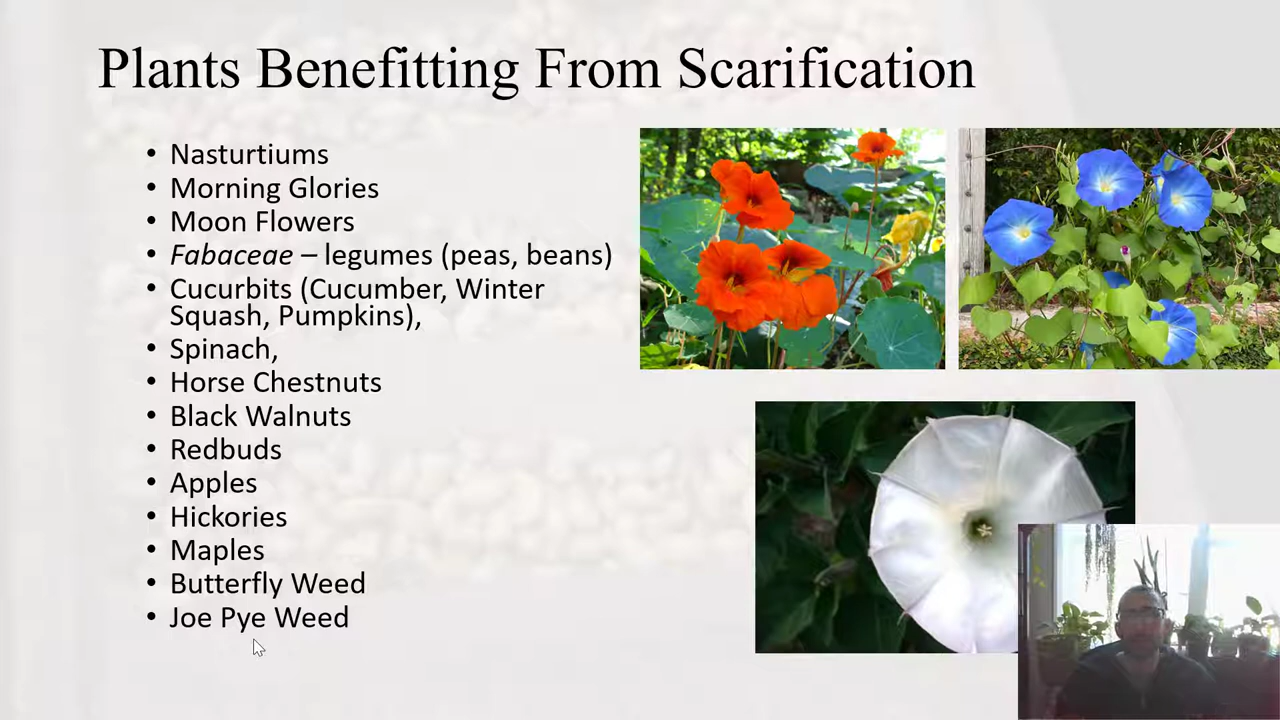 Plants Benefitting From Scarification
• Nasturtiums
• Morning Glories
• Moon Flowers
• Fabaceae – legumes (peas, beans)
• Cucurbits (Cucumber, Winter
Squash, Pumpkins),
• Spinach,
• Horse Chestnuts
• Black Walnuts
• Redbuds
• Apples
• Hickories
• Maples
• Butterfly Weed
• Joe Pye Weed